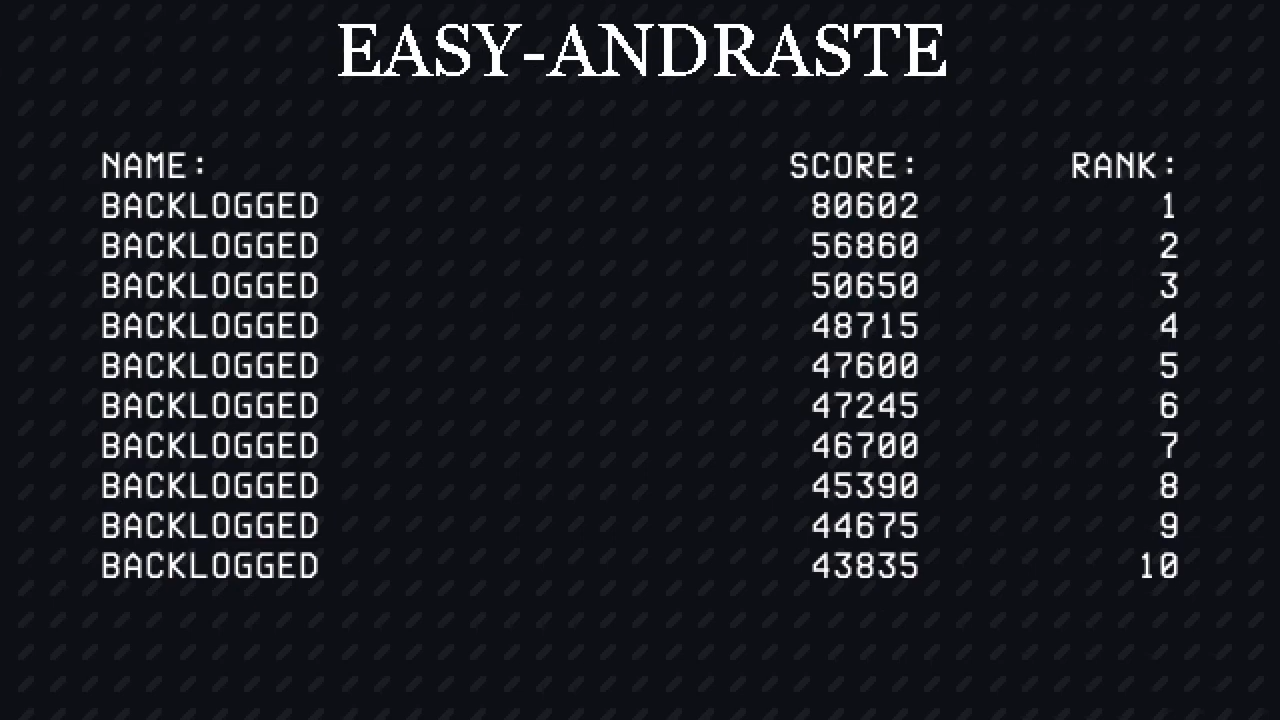 EASY-ANDRASTE
NAME: SCORE: RANK:
BACKLOGGED 80602 1
BACKLOGGED 56860 2
BACKLOGGED 50650 3
BACKLOGGED 48715 4
BACKLOGGED 47600 5
BACKLOGGED 47245 6
BACKLOGGED 46700 7
BACKLOGGED 45390 8
BACKLOGGED 44675 9
BACKLOGGED 43835 10